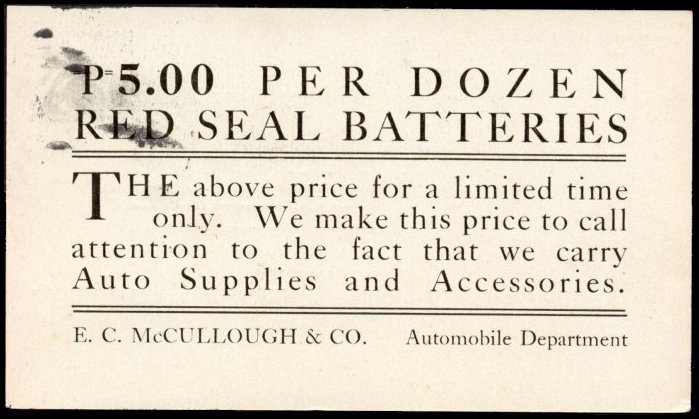 P=5.00 PER DOZEN
RED SEAL BATTERIES
THE above price for a limited time
only. We make this price to call
attention to the fact that we carry
Auto Supplies and Accessories.
E. C. McCULLOUGH & CO. Automobile Department